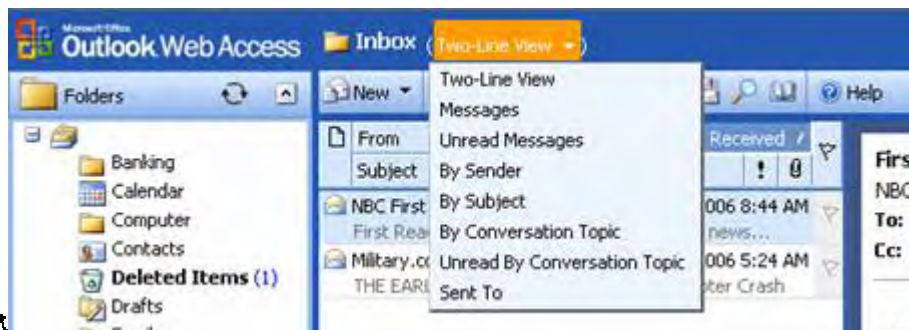 Microsoft Office
Outlook Web Access
Inbox (Two-Line View)
Folders
New
Help
Two-Line View
Messages
Unread Messages
By Sender
By Subject
By Conversation Topic
Unread By Conversation Topic
Sent To
From
Received
Subject
!
Banking
Calendar
Computer
Contacts
Deleted Items (1)
Drafts
NBC First
006 8:44 AM
First Rea
news...
Military.co
006 5:24 AM
THE EARL
ter Crash
Firs
NBC
To:
Cc:
t